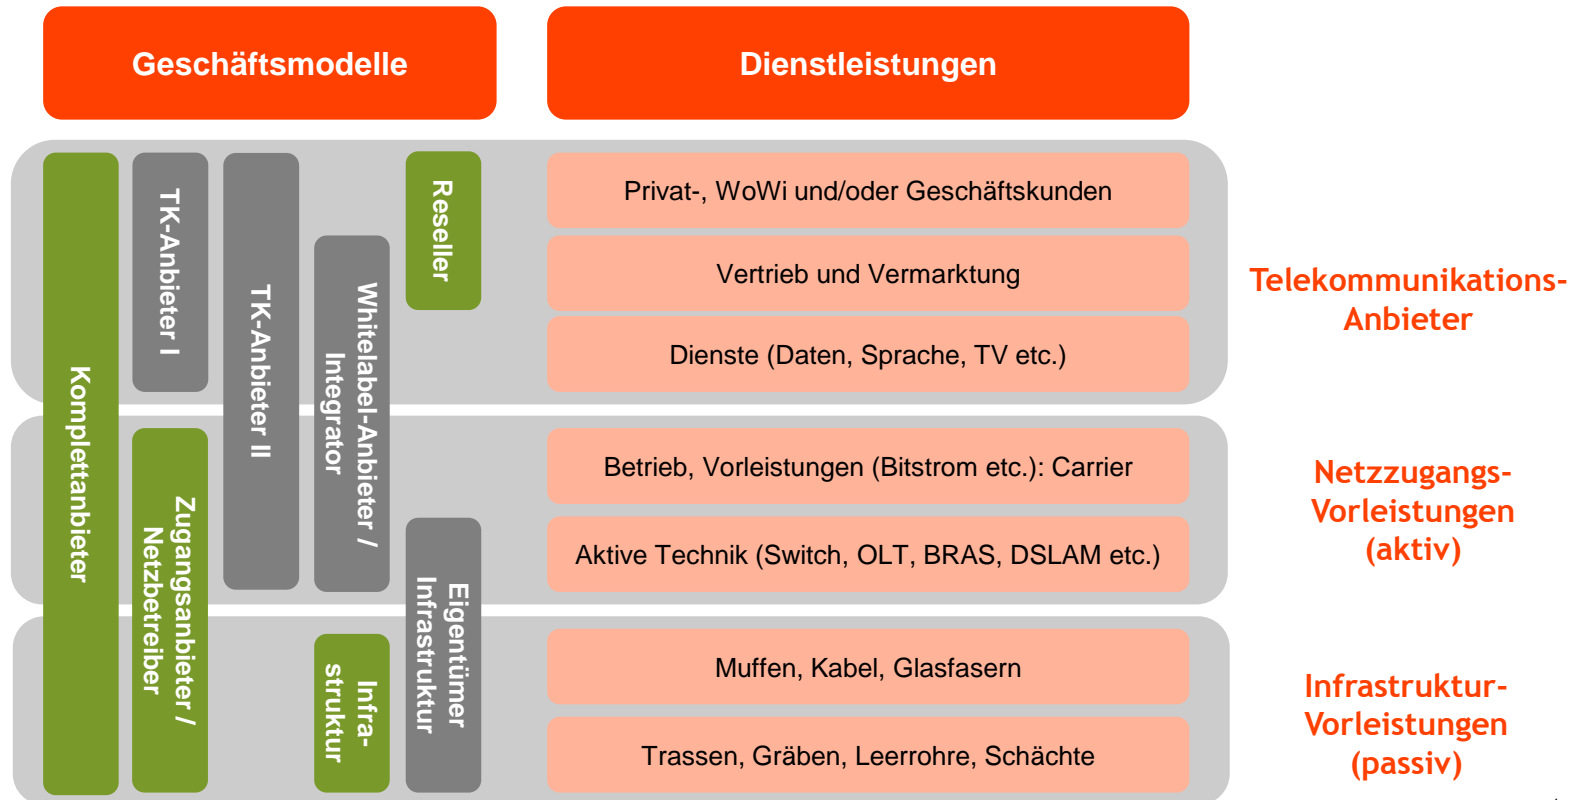 Geschäftsmodelle
Dienstleistungen
Komplettanbieter
TK-Anbieter I
TK-Anbieter II
Whitelabel-Anbieter /
Integrator
Reseller
Zugangsanbieter /
Netzbetreiber
Infra-
struktur
Eigentümer
Infrastruktur
Privat-, WoWi und/oder Geschäftskunden
Vertrieb und Vermarktung
Dienste (Daten, Sprache, TV etc.)
Telekommunikations-
Anbieter
Betrieb, Vorleistungen (Bitstrom etc.): Carrier
Aktive Technik (Switch, OLT, BRAS, DSLAM etc.)
Netzzugangs-
Vorleistungen
(aktiv)
Muffen, Kabel, Glasfasern
Trassen, Gräben, Leerrohre, Schächte
Infrastruktur-
Vorleistungen
(passiv)